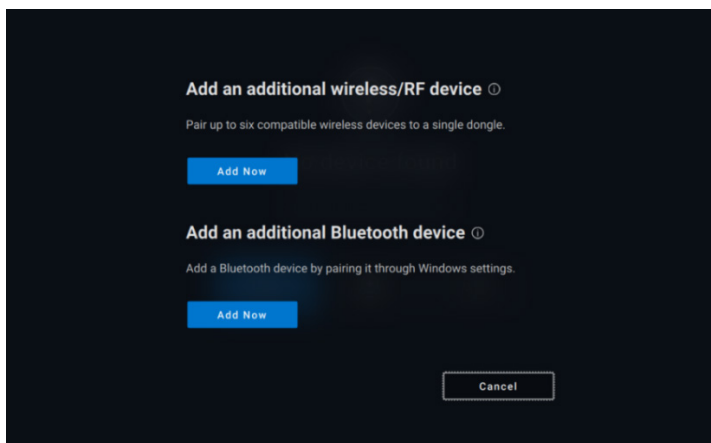 Add an additional wireless/RF device ⓘ
Pair up to six compatible wireless devices to a single dongle.
Add Now
Add an additional Bluetooth device ⓘ
Add a Bluetooth device by pairing it through Windows settings.
Add Now
Cancel